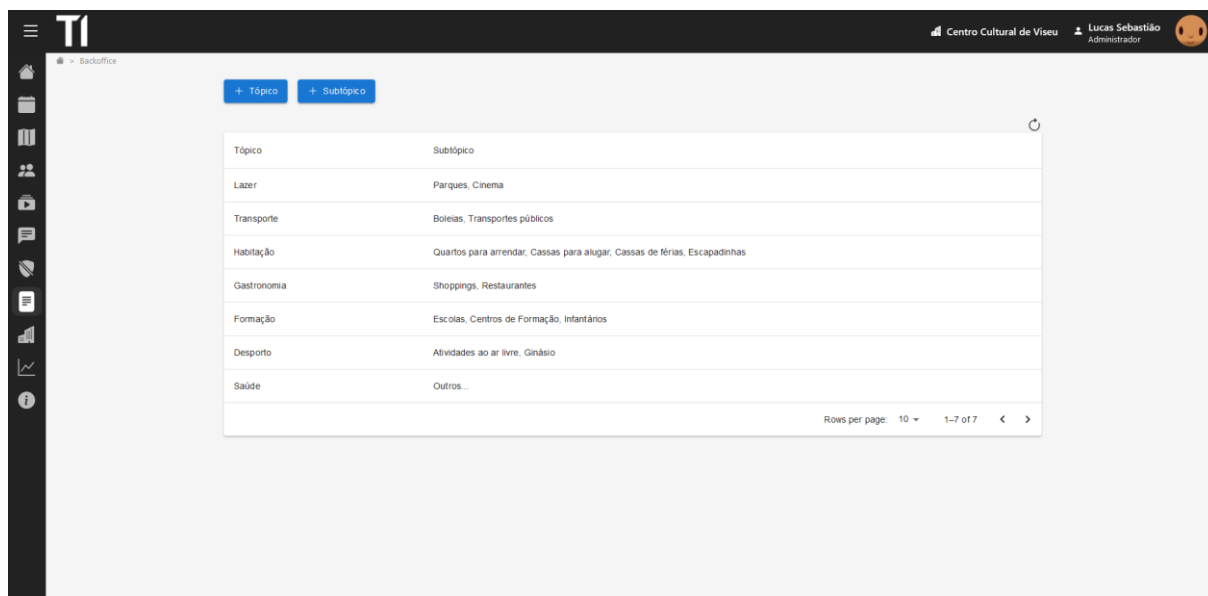 T1
Centro Cultural de Viseu
Lucas Sebastião
Administrador
> Backoffice
+ Tópico
+ Subtópico
Tópico Subtópico
Lazer Parques, Cinema
Transporte Boleias, Transportes públicos
Habitação Quartos para arrendar, Cassas para alugar, Cassas de férias, Escapadinhas
Gastronomia Shoppings, Restaurantes
Formação Escolas, Centros de Formação, Infantários
Desporto Atividades ao ar livre, Ginásio
Saúde Outros...
Rows per page: 10 1–7 of 7